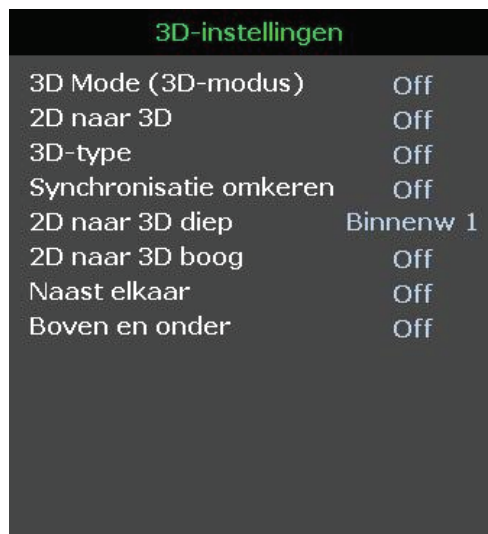 3D-instellingen
3D Mode (3D-modus) Off
2D naar 3D Off
3D-type Off
Synchronisatie omkeren Off
2D naar 3D diep Binnenw 1
2D naar 3D boog Off
Naast elkaar Off
Boven en onder Off